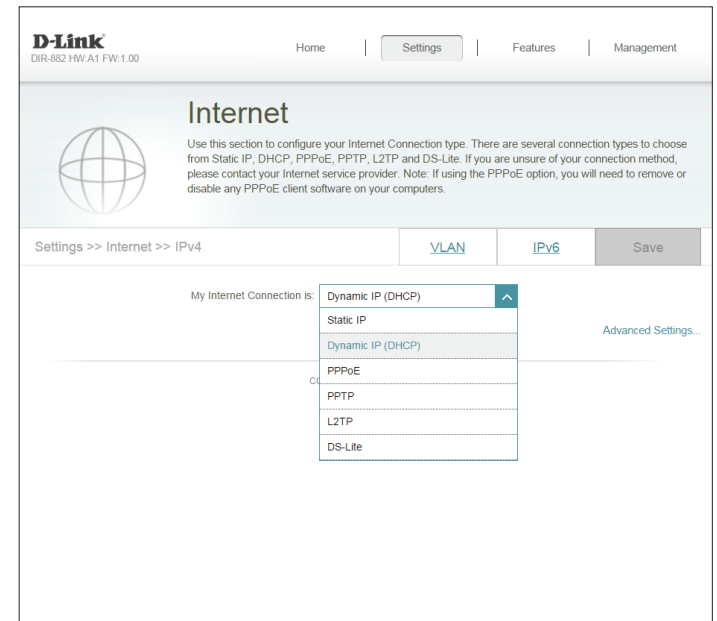 D-Link
DIR-882 HW:A1 FW:1.00
Home
Settings
Features
Management
Internet
Use this section to configure your Internet Connection type. There are several connection types to choose
from Static IP, DHCP, PPPoE, PPTP, L2TP and DS-Lite. If you are unsure of your connection method,
please contact your Internet service provider. Note: If using the PPPoE option, you will need to remove or
disable any PPPoE client software on your computers.
Settings >> Internet >> IPv4
VLAN
IPv6
Save
My Internet Connection is:
Dynamic IP (DHCP)
Static IP
Dynamic IP (DHCP)
PPPoE
PPTP
L2TP
DS-Lite
Advanced Settings...